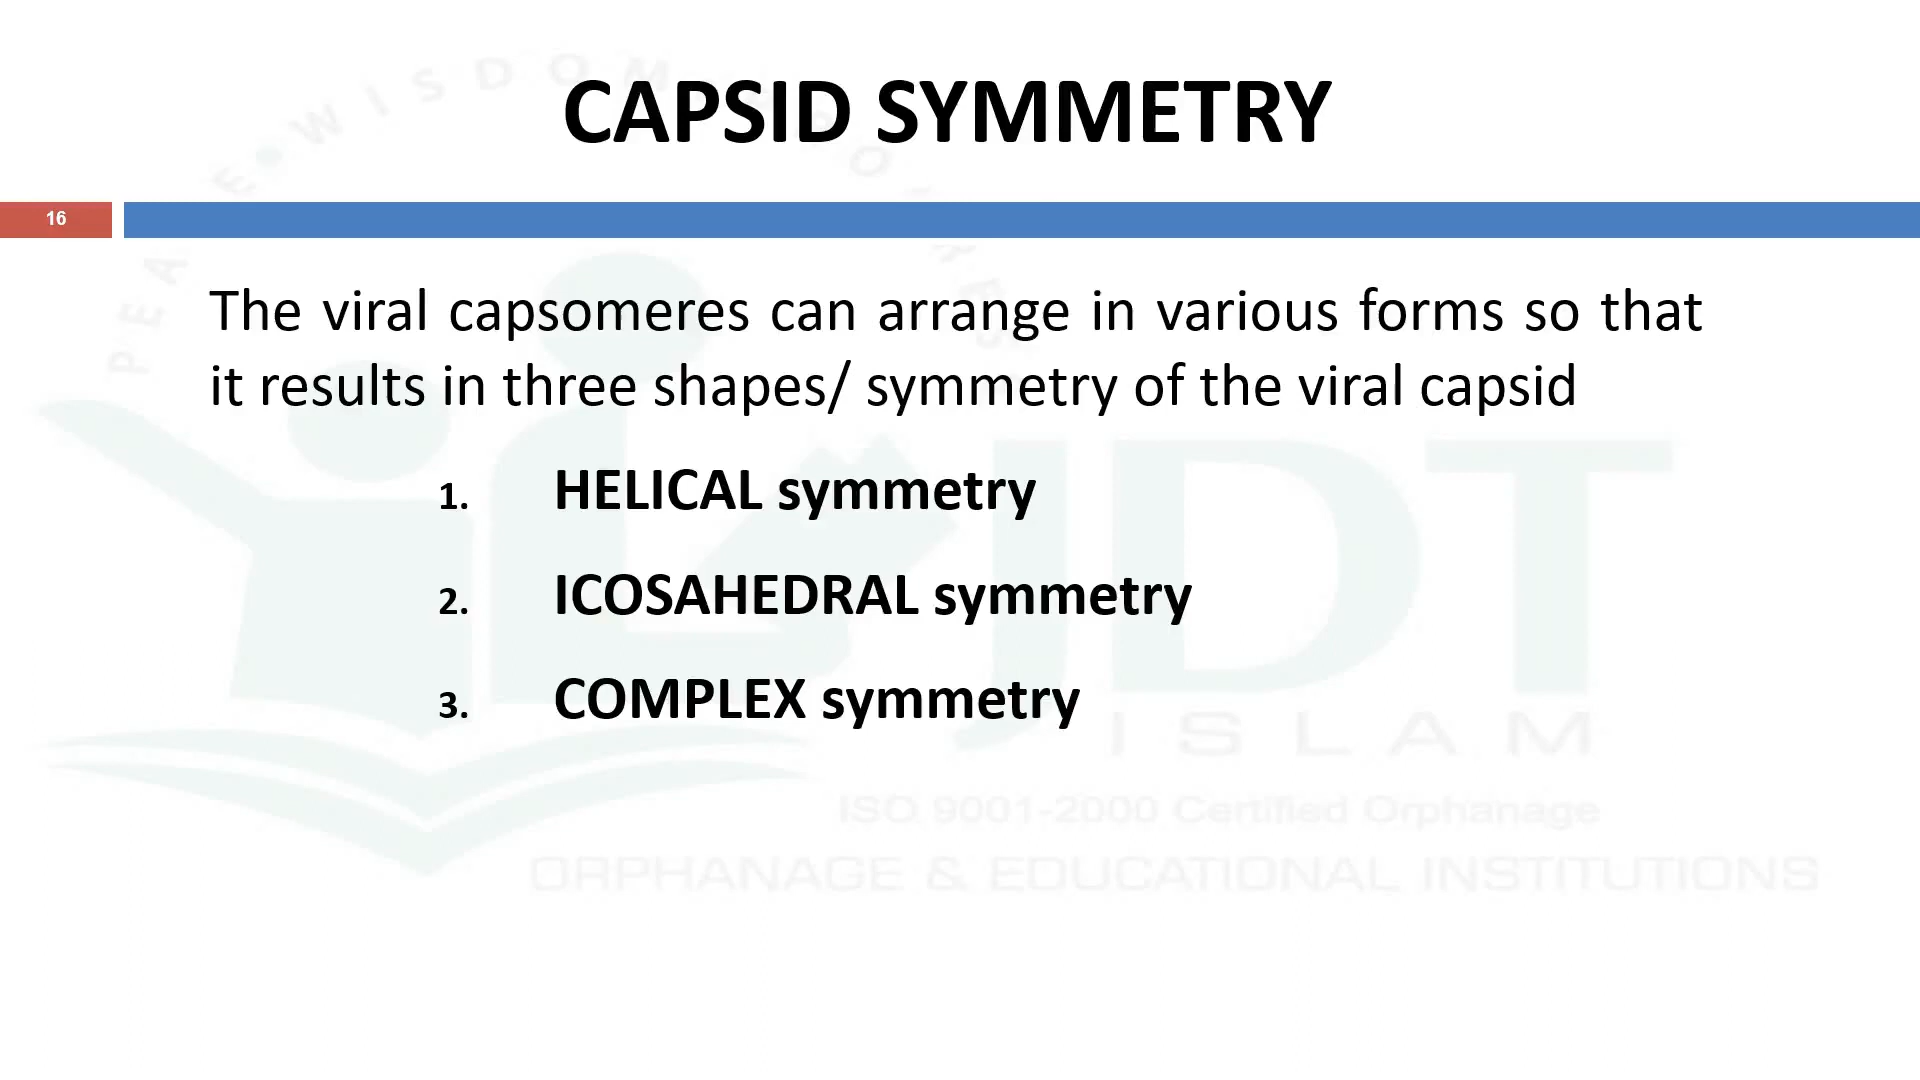 CAPSID SYMMETRY
16
The viral capsomeres can arrange in various forms so that
it results in three shapes/ symmetry of the viral capsid
1. HELICAL symmetry
2. ICOSAHEDRAL symmetry
3. COMPLEX symmetry
JDT
ISLAM
ISO 9001-2000 Certified Orphanage
ORPHANAGE & EDUCATIONAL INSTITUTIONS
WISDOM